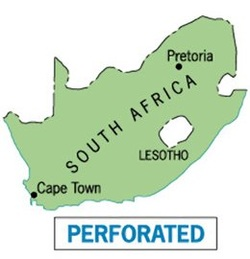 Pretoria
SOUTH AFRICA
LESOTHO
Cape Town
PERFORATED